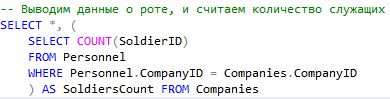 -- Выводим данные о роте, и считаем количество служащих
SELECT *, (
SELECT COUNT(SoldierID)
FROM Personnel
WHERE Personnel.CompanyID = Companies.CompanyID
) AS SoldiersCount FROM Companies